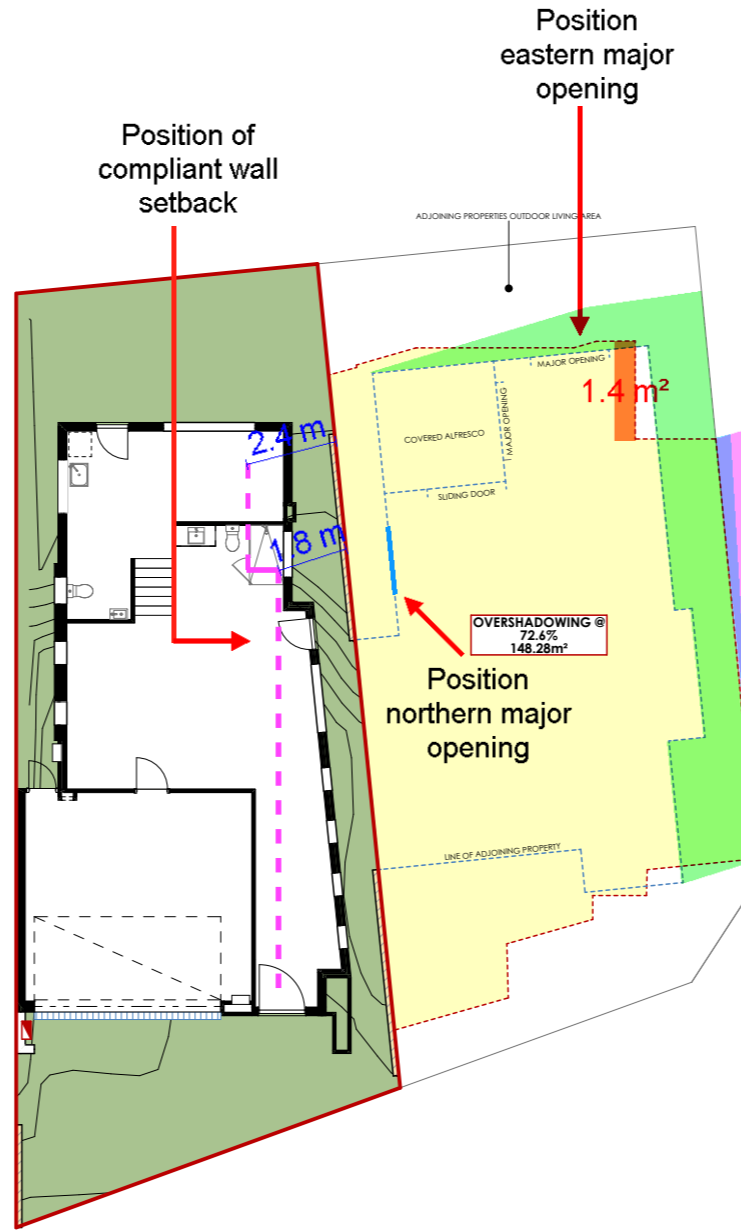 Position
eastern major
opening
Position of
compliant wall
setback
ADJOINING PROPERTIES OUTDOOR LIVING AREA
MAJOR OPENING
1.4 m²
2.4 m
COVERED ALFRESCO
MAJOR OPENING
SLIDING DOOR
1.8 m
OVERSHADOWING @
72.6%
148.28m²
Position
northern major
opening
LINE OF ADJOINING PROPERTY